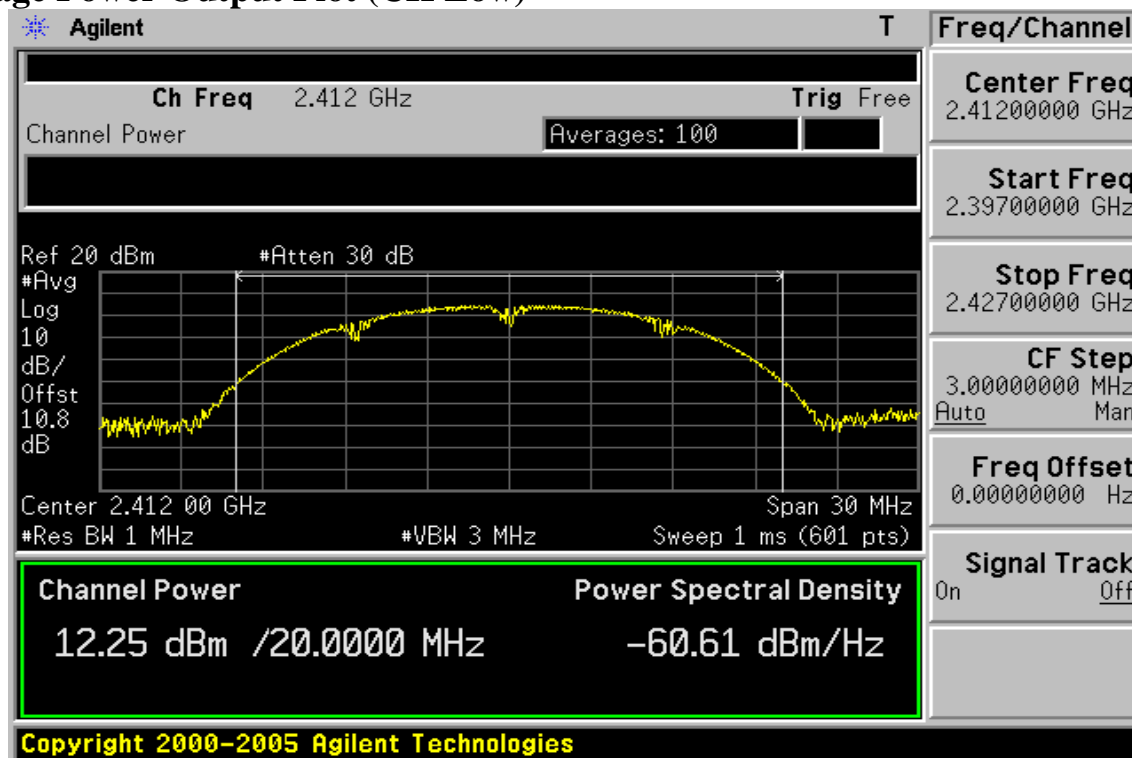 Power Output Plot (CH Low)
Agilent T
Ch Freq 2.412 GHz Trig Free
Channel Power Averages: 100
Ref 20 dBm #Atten 30 dB
#Avg
Log
10
dB/
Offst
10.8
dB
Center 2.412 00 GHz Span 30 MHz
#Res BW 1 MHz #VBW 3 MHz Sweep 1 ms (601 pts)
Channel Power Power Spectral Density
12.25 dBm /20.0000 MHz -60.61 dBm/Hz
Copyright 2000-2005 Agilent Technologies
Freq/Channel
Center Freq
2.41200000 GHz
Start Freq
2.39700000 GHz
Stop Freq
2.42700000 GHz
CF Step
3.00000000 MHz
Auto Man
Freq Offset
0.00000000 Hz
Signal Track
On Off